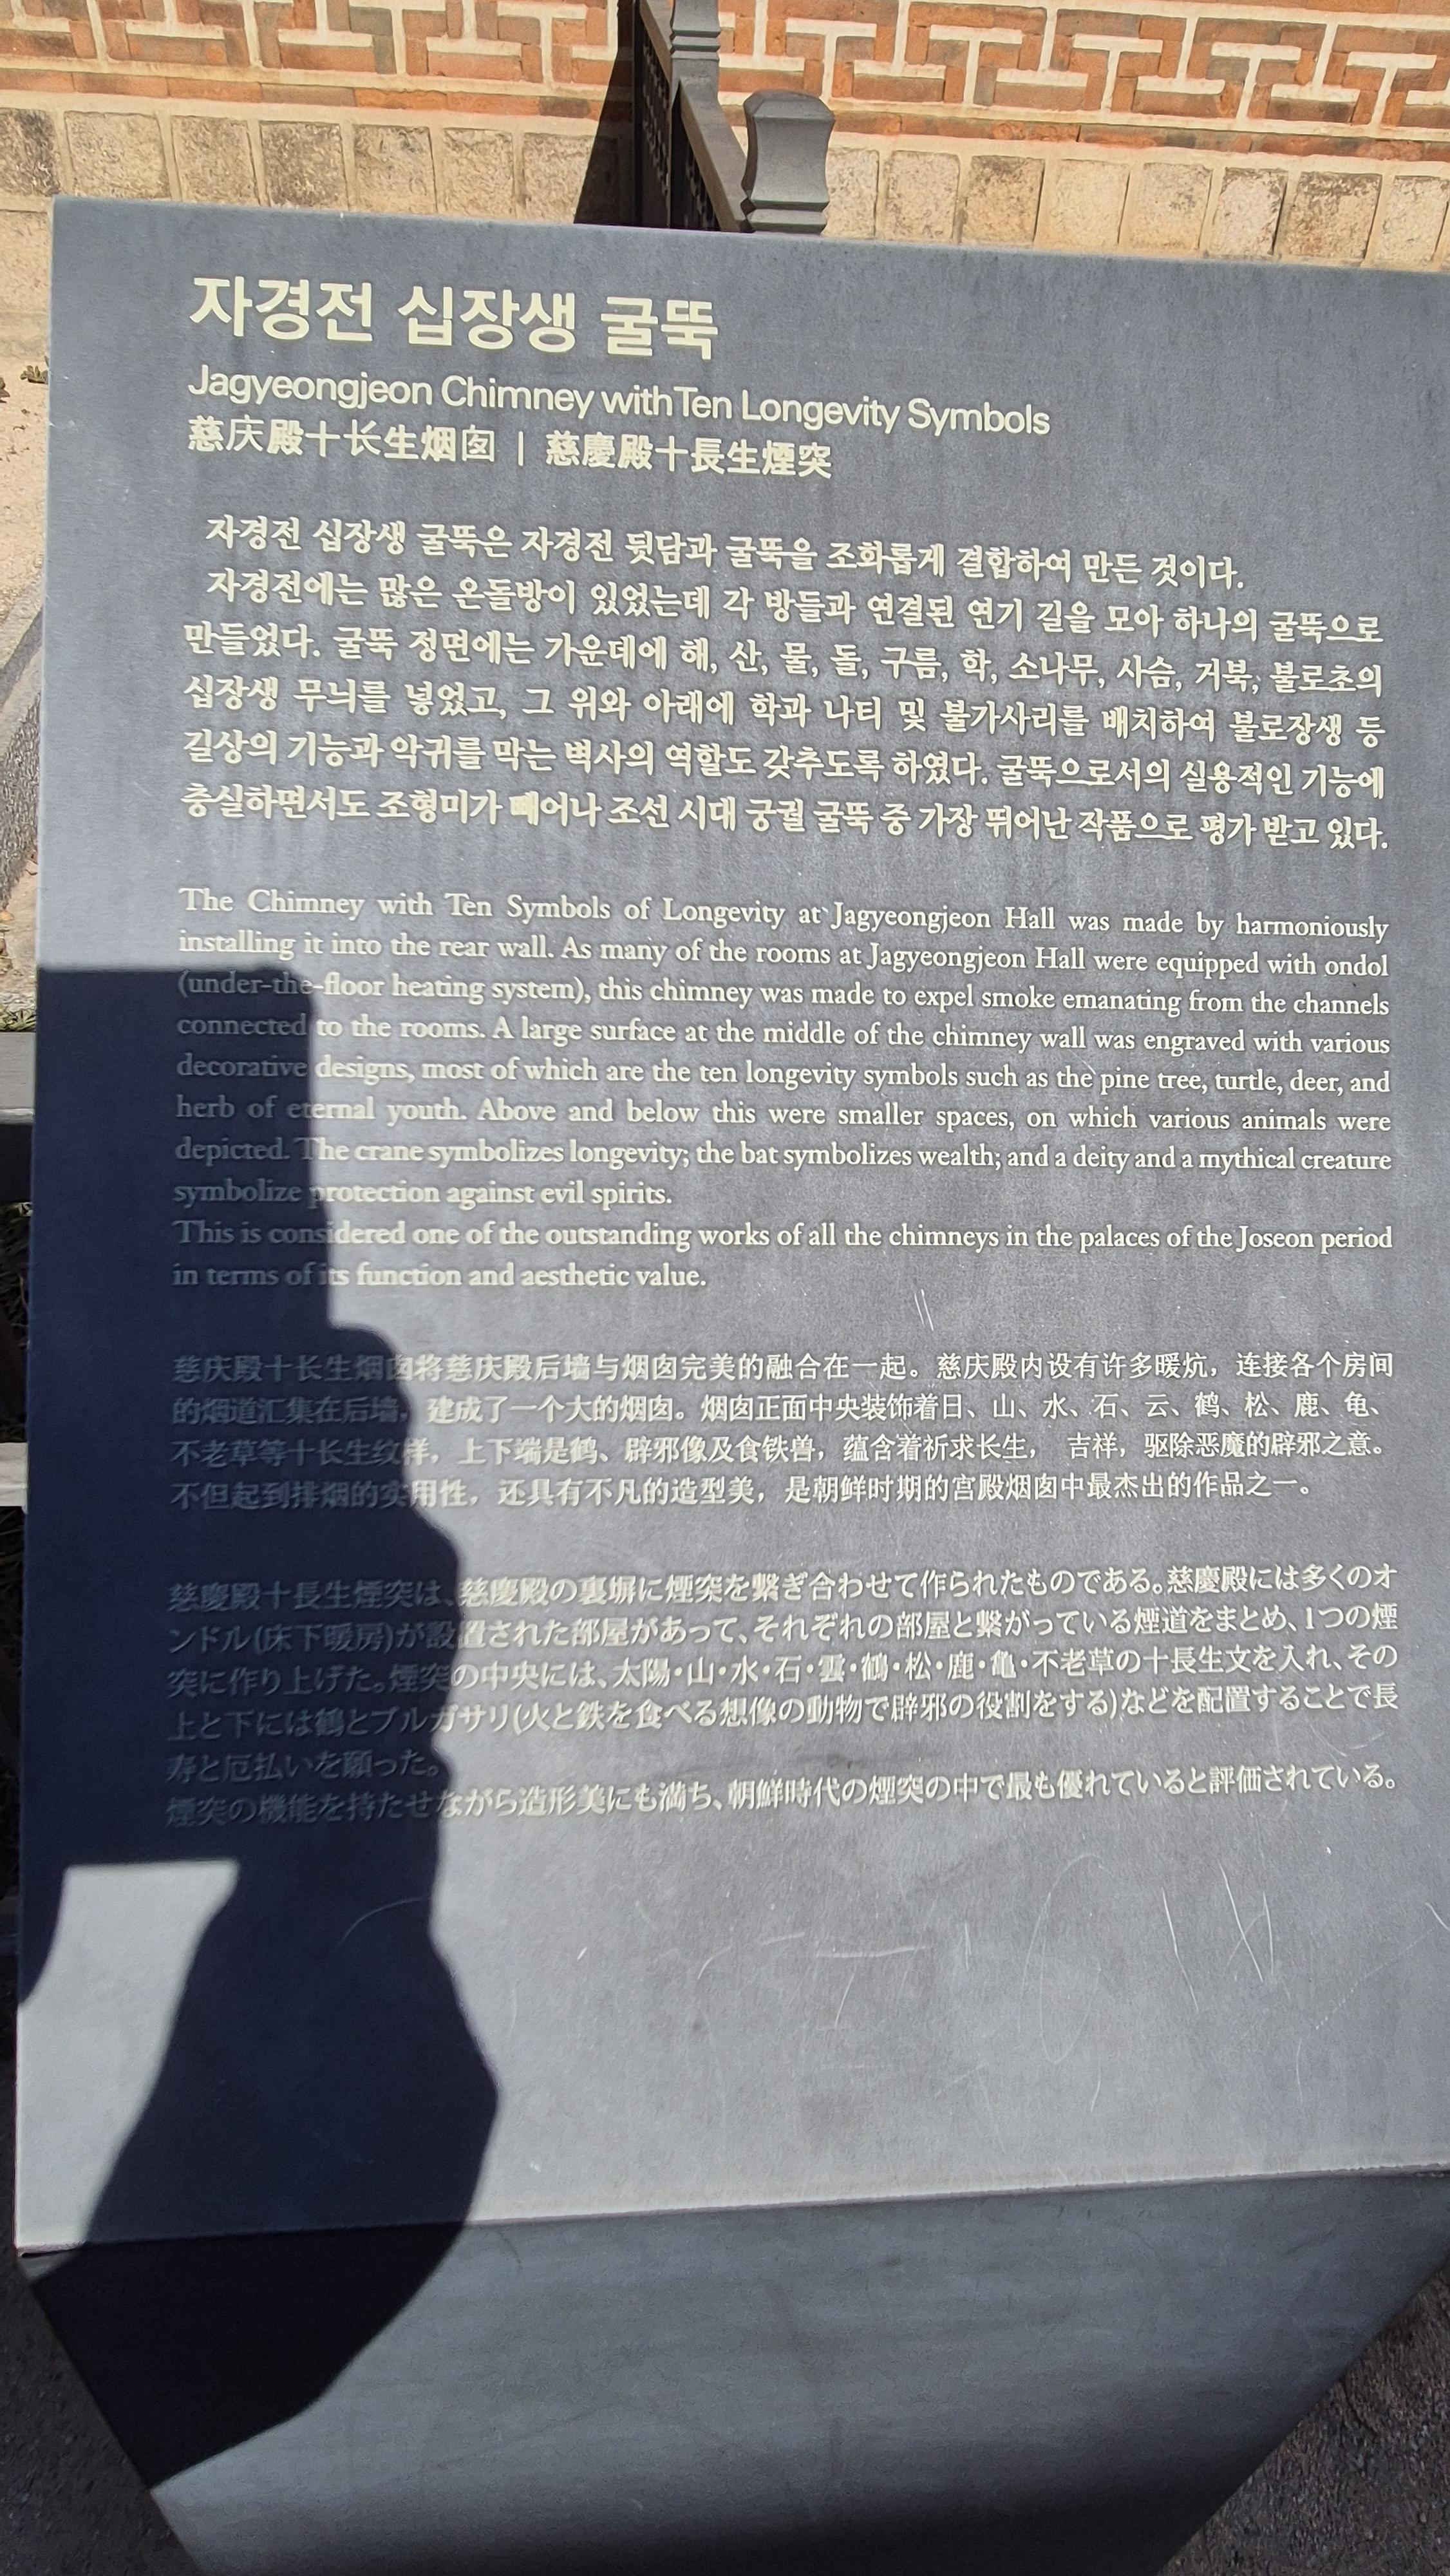 자경전 십장생 굴뚝
Jagyeongjeon Chimney with Ten Longevity Symbols
慈庆殿十长生烟囱 | 慈慶殿十長生煙突
자경전 십장생 굴뚝은 자경전 뒷담과 굴뚝을 조화롭게 결합하여 만든 것이다.
자경전에는 많은 온돌방이 있었는데 각 방들과 연결된 연기 길을 모아 하나의 굴뚝으로
만들었다. 굴뚝 정면에는 가운데에 해, 산, 물, 돌, 구름, 학, 소나무, 사슴, 거북, 불로초의
십장생 무늬를 넣었고, 그 위와 아래에 학과 나티 및 불가사리를 배치하여 불로장생 등
길상의 기능과 악귀를 막는 벽사의 역할도 갖추도록 하였다. 굴뚝으로서의 실용적인 기능에
충실하면서도 조형미가 빼어나 조선 시대 궁궐 굴뚝 중 가장 뛰어난 작품으로 평가 받고 있다.
The Chimney with Ten Symbols of Longevity at Jagyeongjeon Hall was made by harmoniously
installing it into the rear wall. As many of the rooms at Jagyeongjeon Hall were equipped with ondol
(under-the-floor heating system), this chimney was made to expel smoke emanating from the channels
connected to the rooms. A large surface at the middle of the chimney wall was engraved with various
decorative designs, most of which are the ten longevity symbols such as the pine tree, turtle, deer, and
herb of eternal youth. Above and below this were smaller spaces, on which various animals were
depicted. The crane symbolizes longevity; the bat symbolizes wealth; and a deity and a mythical creature
symbolize protection against evil spirits.
This is considered one of the outstanding works of all the chimneys in the palaces of the Joseon period
in terms of its function and aesthetic value.
慈庆殿十长生烟囱将慈庆殿后墙与烟囱完美的融合在一起。慈庆殿内设有许多暖炕，连接各个房间
的烟道汇集在后墙，建成了一个大的烟囱。烟囱正面中央装饰着日、山、水、石、云、鹤、松、鹿、龟、
不老草等十长生纹样，上下端是鹤、辟邪像及食铁兽，蕴含着祈求长生， 吉祥，驱除恶魔的辟邪之意。
不但起到排烟的实用性，还具有不凡的造型美，是朝鲜时期的宫殿烟囱中最杰出的作品之一。
慈慶殿十長生煙突は、慈慶殿の裏塀に煙突を繋ぎ合わせて作られたものである。慈慶殿には多くのオ
ンドル(床下暖房)が設置された部屋があって、それぞれの部屋と繋がっている煙道をまとめ、1つの煙
突に作り上げた。煙突の中央には、太陽・山・水・石・雲・鶴・松・鹿・亀・不老草の十長生文を入れ、その
上と下には鶴とブルガサリ(火と鉄を食べる想像の動物で辟邪の役割をする)などを配置することで長
寿と厄払いを願った。
煙突の機能を持たせながら造形美にも満ち、朝鮮時代の煙突の中で最も優れていると評価されている。